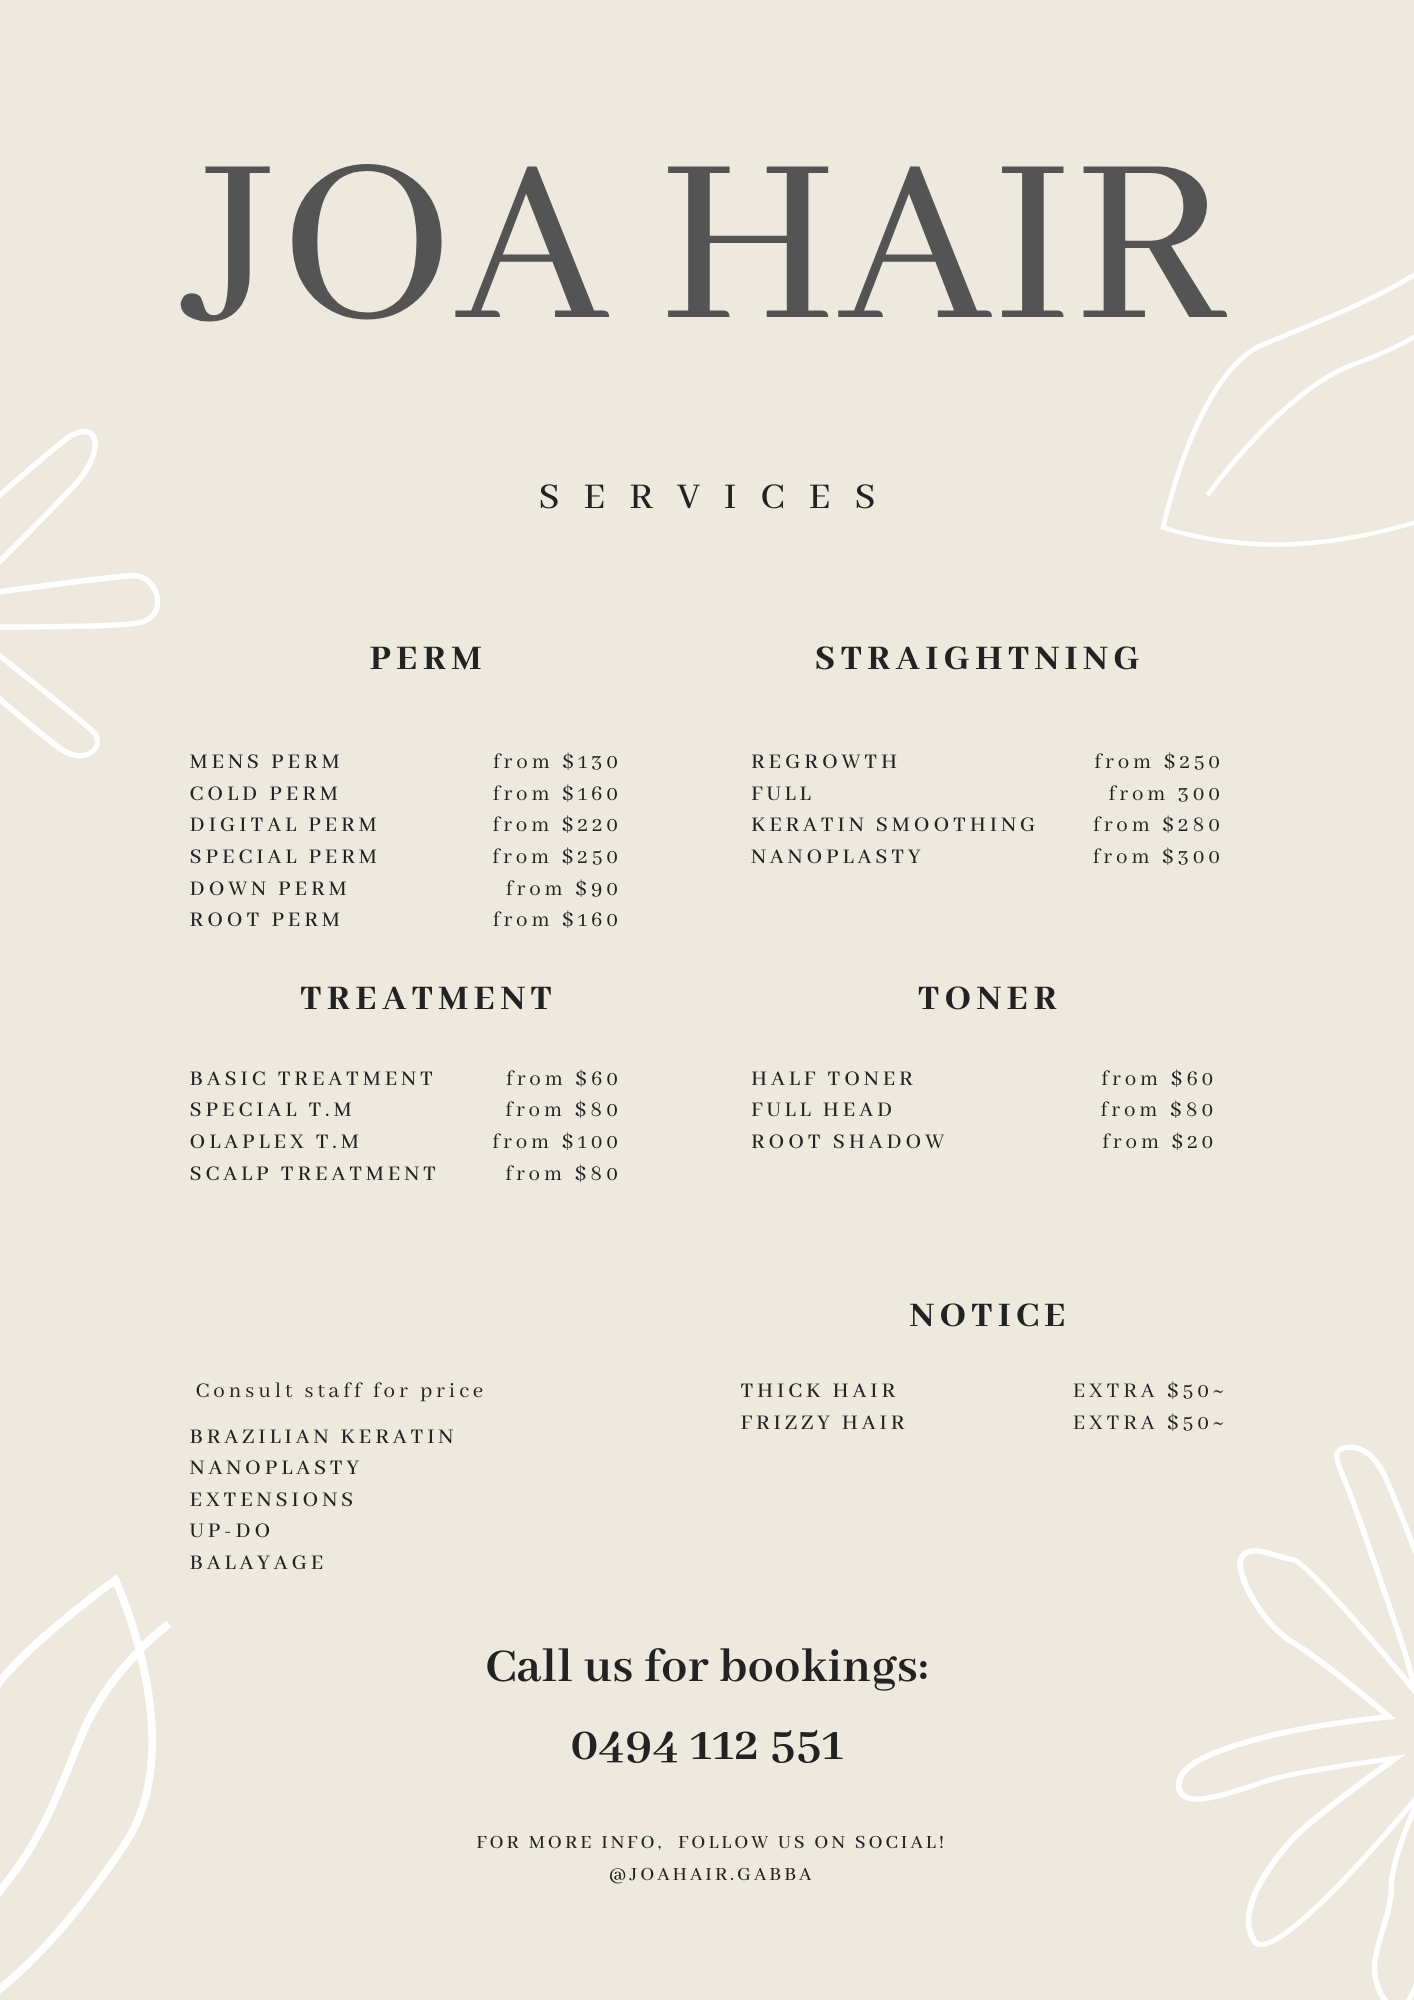 JOA HAIR
SERVICES
PERM
MENS PERM from $130
COLD PERM from $160
DIGITAL PERM from $220
SPECIAL PERM from $250
DOWN PERM from $90
ROOT PERM from $160
STRAIGHTNING
REGROWTH from $250
FULL from 300
KERATIN SMOOTHING from $280
NANOPLASTY from $300
TREATMENT
BASIC TREATMENT from $60
SPECIAL T.M from $80
OLAPLEX T.M from $100
SCALP TREATMENT from $80
TONER
HALF TONER from $60
FULL HEAD from $80
ROOT SHADOW from $20
Consult staff for price
BRAZILIAN KERATIN
NANOPLASTY
EXTENSIONS
UP-DO
BALAYAGE
NOTICE
THICK HAIR EXTRA $50~
FRIZZY HAIR EXTRA $50~
Call us for bookings:
0494 112 551
FOR MORE INFO, FOLLOW US ON SOCIAL!
@JOAHAIR.GABBA